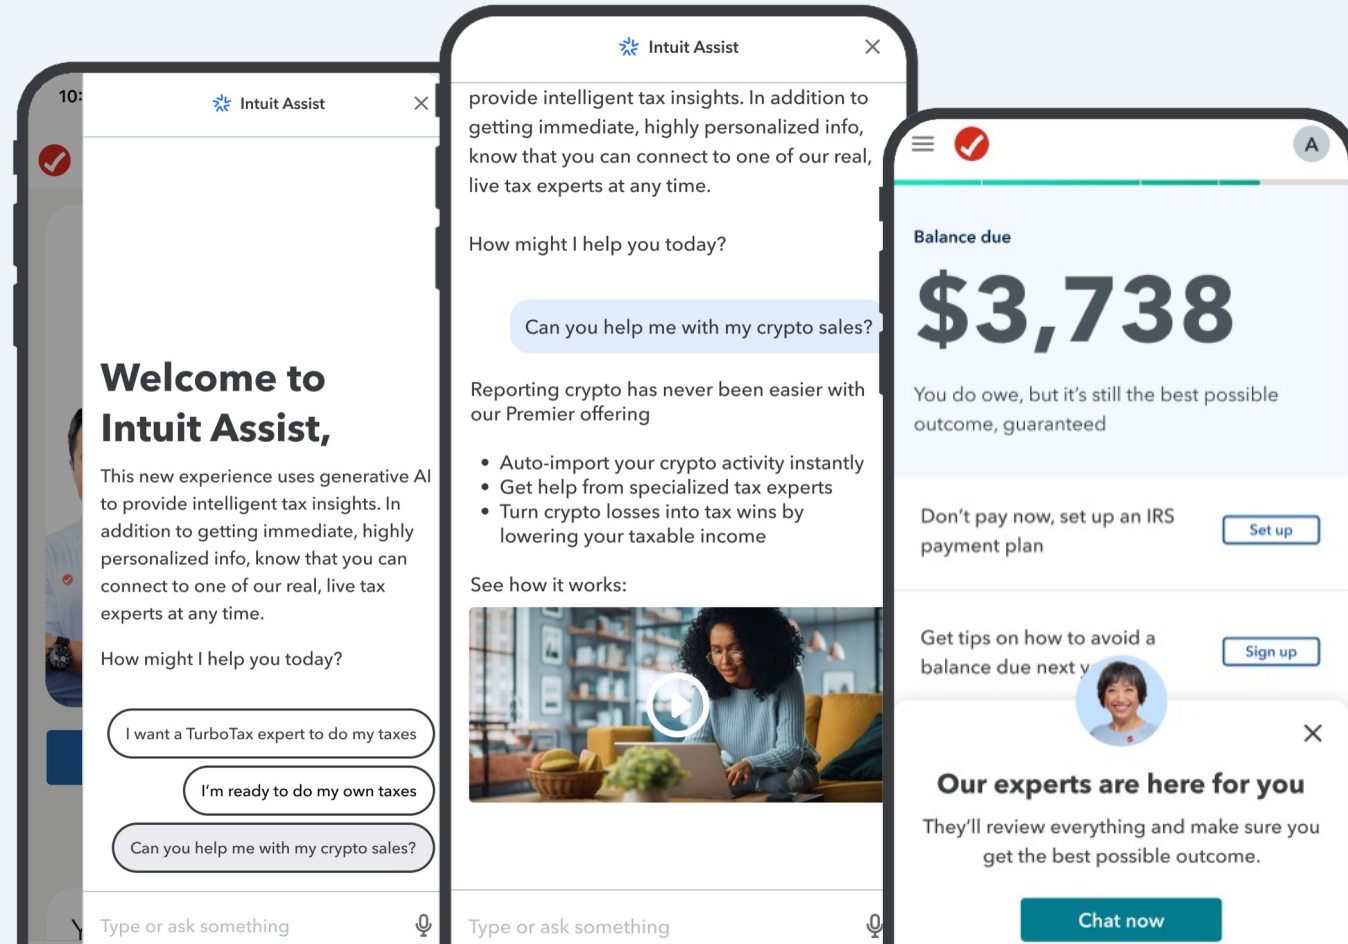 10:
Intuit Assist
Welcome to
Intuit Assist,
This new experience uses generative AI
to provide intelligent tax insights. In
addition to getting immediate, highly
personalized info, know that you can
connect to one of our real, live tax
experts at any time.
How might I help you today?
I want a TurboTax expert to do my taxes
I'm ready to do my own taxes
Can you help me with my crypto sales?
Type or ask something
Intuit Assist
provide intelligent tax insights. In addition to
getting immediate, highly personalized info,
know that you can connect to one of our real,
live tax experts at any time.
How might I help you today?
Can you help me with my crypto sales?
Reporting crypto has never been easier with
our Premier offering
• Auto-import your crypto activity instantly
• Get help from specialized tax experts
• Turn crypto losses into tax wins by
lowering your taxable income
See how it works:
Type or ask something
A
Balance due
$3,738
You do owe, but it's still the best possible
outcome, guaranteed
Don't pay now, set up an IRS
payment plan
Set up
Get tips on how to avoid a
balance due next
Sign up
Our experts are here for you
They'll review everything and make sure you
get the best possible outcome.
Chat now